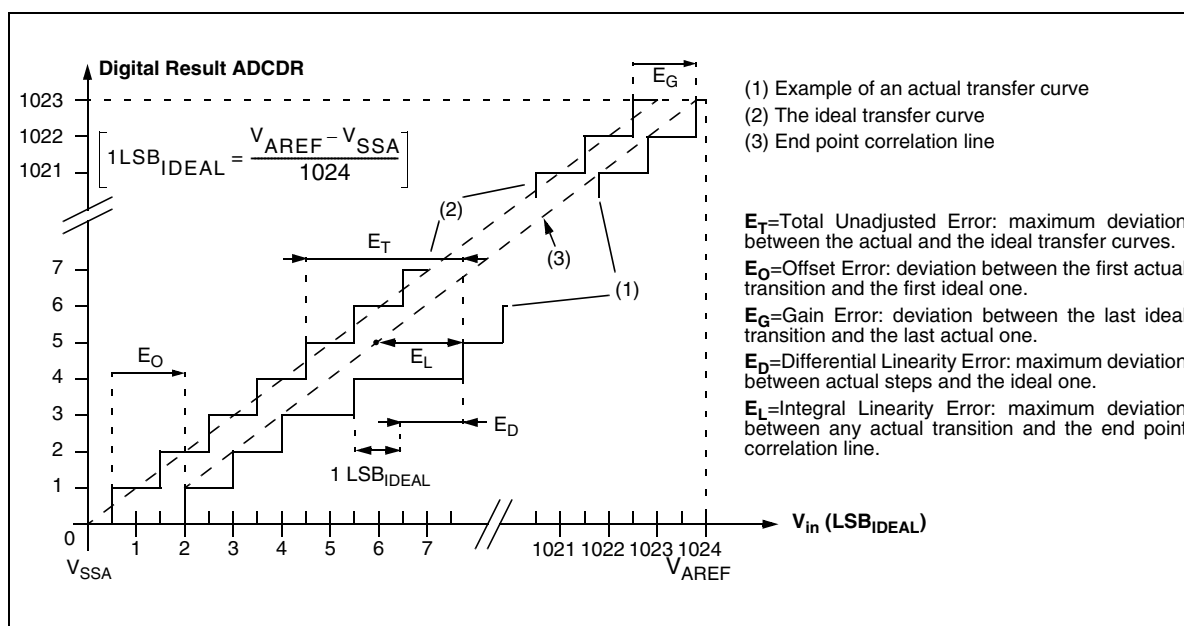 Digital Result ADCDR
E_G
1023
1022
1021
[1LSB_IDEAL = (V_AREF – V_SSA) / 1024]
(1) Example of an actual transfer curve
(2) The ideal transfer curve
(3) End point correlation line
(2)
E_T
(3)
(1)
7
6
5
4
3
2
1
0
E_O
E_L
E_D
1 LSB_IDEAL
E_T=Total Unadjusted Error: maximum deviation
between the actual and the ideal transfer curves.
E_O=Offset Error: deviation between the first actual
transition and the first ideal one.
E_G=Gain Error: deviation between the last ideal
transition and the last actual one.
E_D=Differential Linearity Error: maximum deviation
between actual steps and the ideal one.
E_L=Integral Linearity Error: maximum deviation
between any actual transition and the end point
correlation line.
1 2 3 4 5 6 7 1021 1022 1023 1024
V_in (LSB_IDEAL)
V_SSA
V_AREF